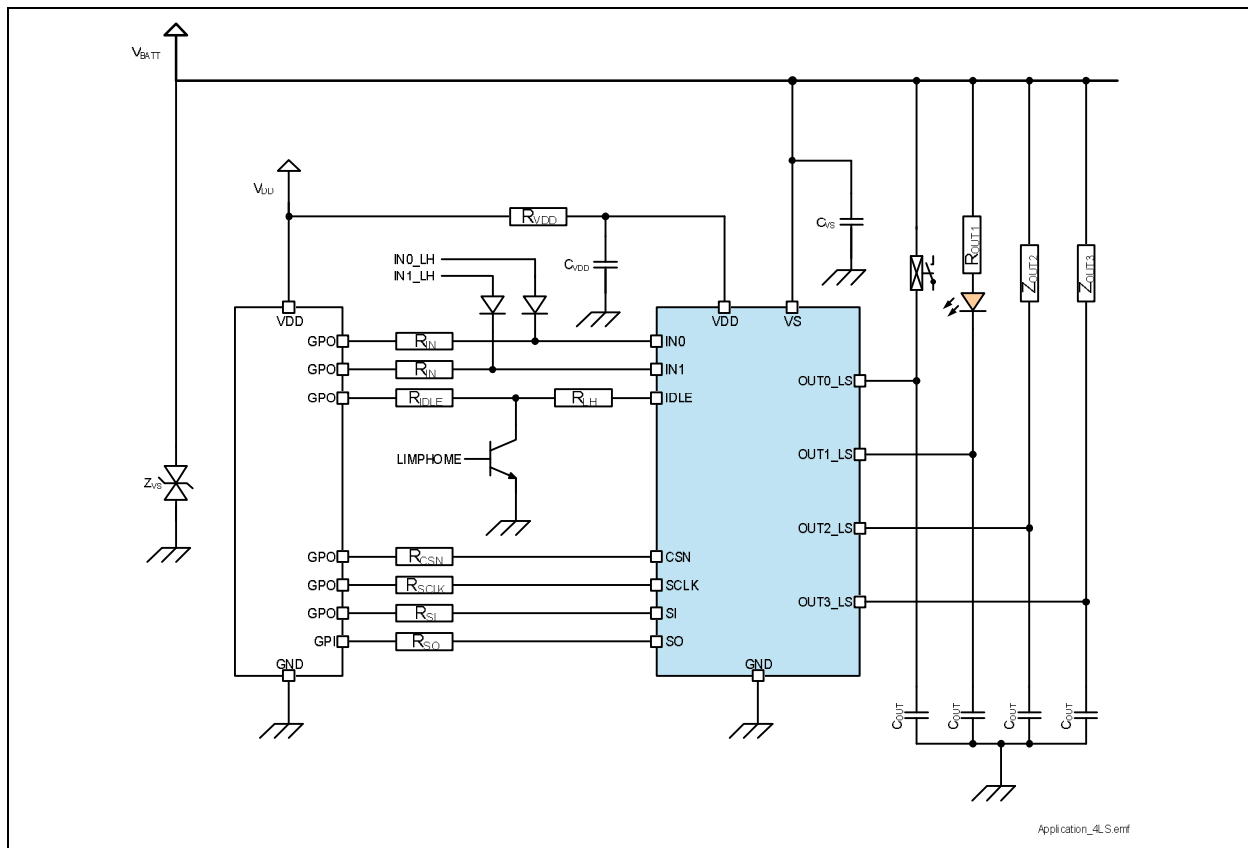 VBATT
VDD
RVDD
CVDD
CVS
IN0_LH
IN1_LH
ROUT1
ZOUT2
ZOUT3
VDD
VDD
VS
GPO
RIN
IN0
GPO
RIN
IN1
GPO
RIDLE
RLH
IDLE
OUT0_LS
LIMPHOME
OUT1_LS
ZVS
OUT2_LS
GPO
RCSN
CSN
GPO
RSCLK
SCLK
OUT3_LS
GPO
RSI
SI
GPI
RSO
SO
GND
GND
COUT
COUT
COUT
COUT
Application_4LS.emf